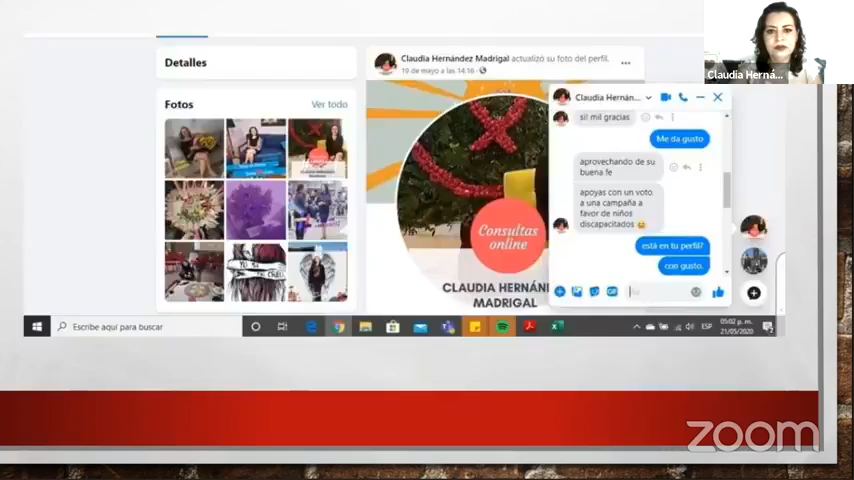 Claudia Herná...
Detalles
Fotos
Ver todo
Claudia Hernández Madrigal actualizó su foto del perfil.
19 de mayo a las 14:16
Consultas
online
CLAUDIA HERNÁN
MADRIGAL
Claudia Hernán...
si! mil gracias
Me da gusto
aprovechando de su
buena fe
apoyas con un voto
a una campaña a
favor de niños
discapacitados
está en tu perfil?
con gusto.
GIF
Escribe aquí para buscar
ESP
05:02 p. m.
21/05/2020
zoom